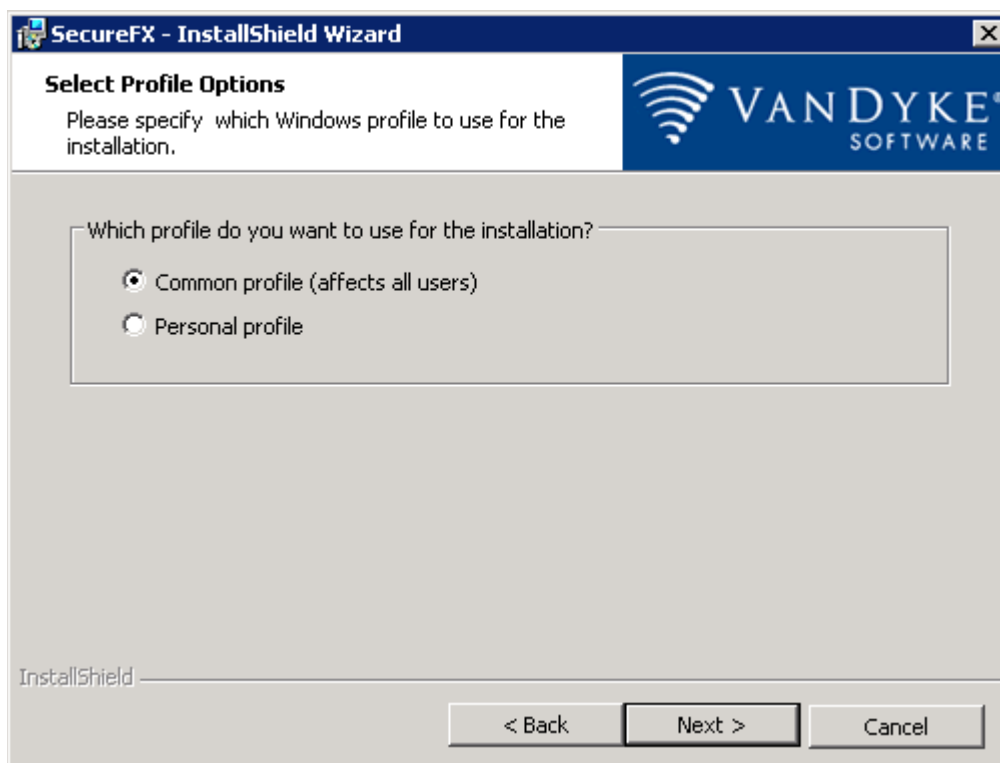 SecureFX - InstallShield Wizard
Select Profile Options
Please specify which Windows profile to use for the
installation.
VANDYKE®
SOFTWARE
Which profile do you want to use for the installation?
Common profile (affects all users)
Personal profile
InstallShield
< Back
Next >
Cancel